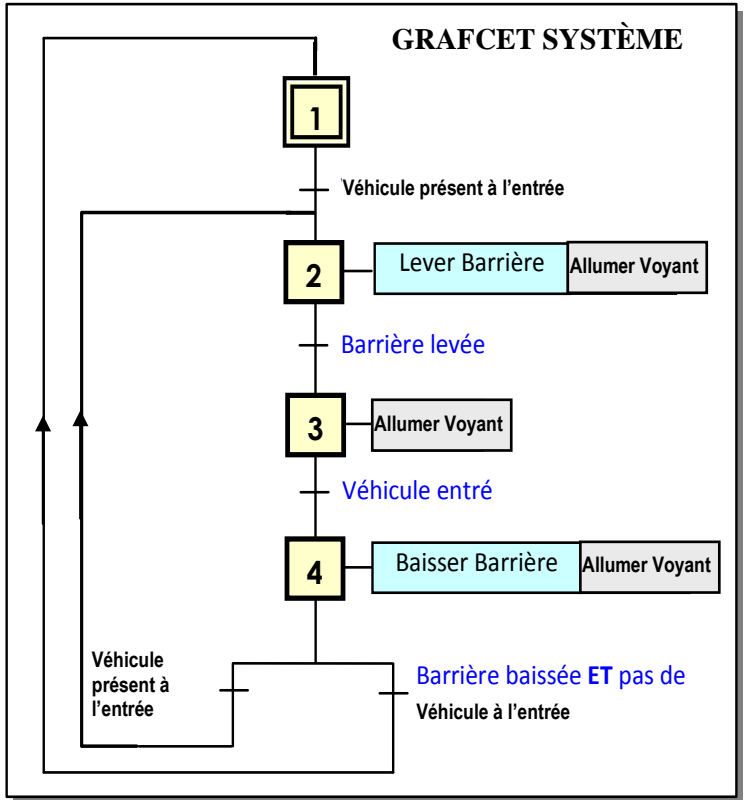 GRAFCET SYSTÈME
1
Véhicule présent à l'entrée
2
Lever Barrière
Allumer Voyant
Barrière levée
3
Allumer Voyant
Véhicule entré
4
Baisser Barrière
Allumer Voyant
Véhicule
présent à
l'entrée
Barrière baissée ET pas de
Véhicule à l'entrée